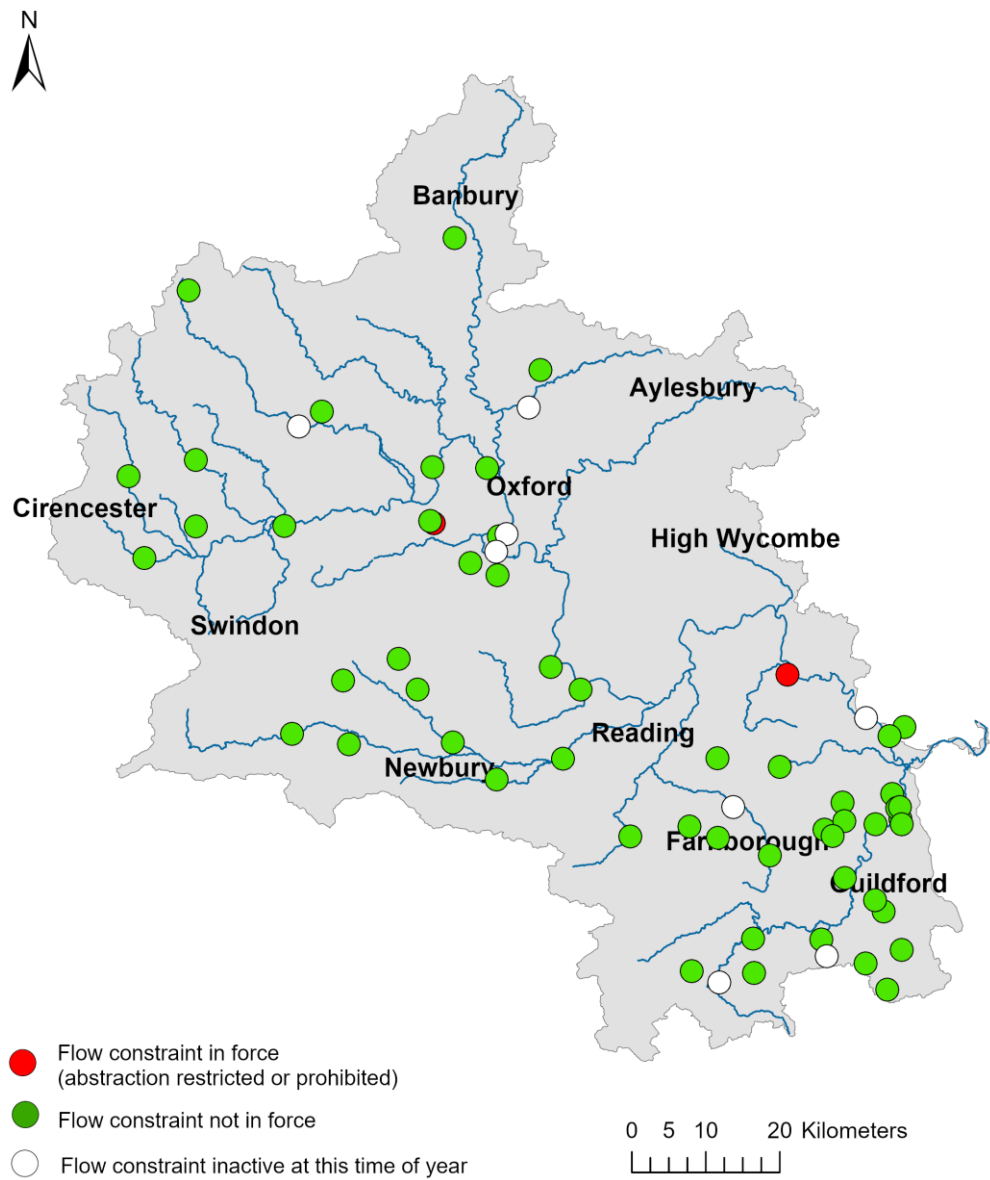 N
Banbury
Aylesbury
Oxford
Cirencester
High Wycombe
Swindon
Reading
Newbury
Farnborough
Guildford
Flow constraint in force
(abstraction restricted or prohibited)
Flow constraint not in force
Flow constraint inactive at this time of year
0 5 10 20 Kilometers